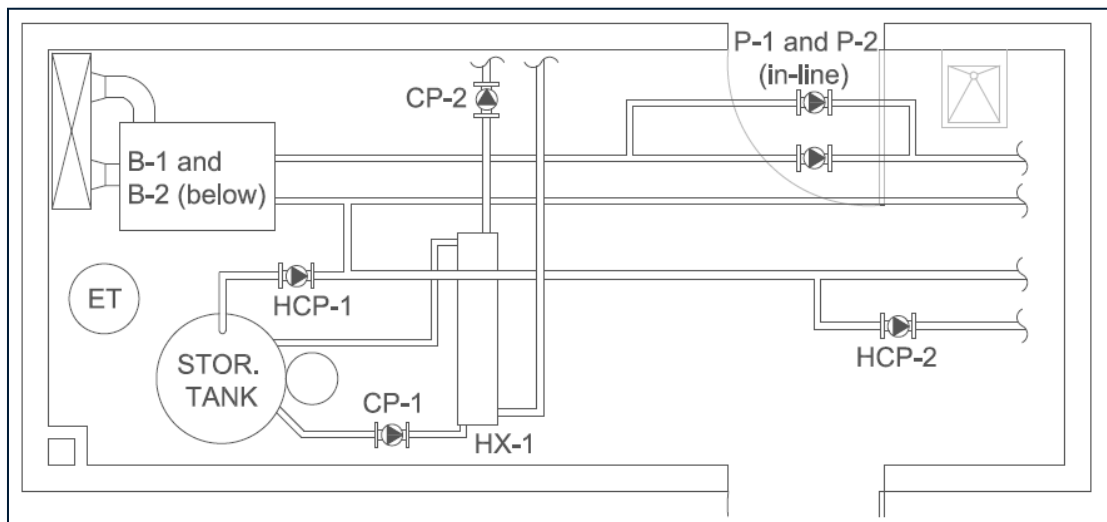 P-1 and P-2
(in-line)
CP-2
B-1 and
B-2 (below)
ET
HCP-1
STOR.
TANK
CP-1
HX-1
HCP-2